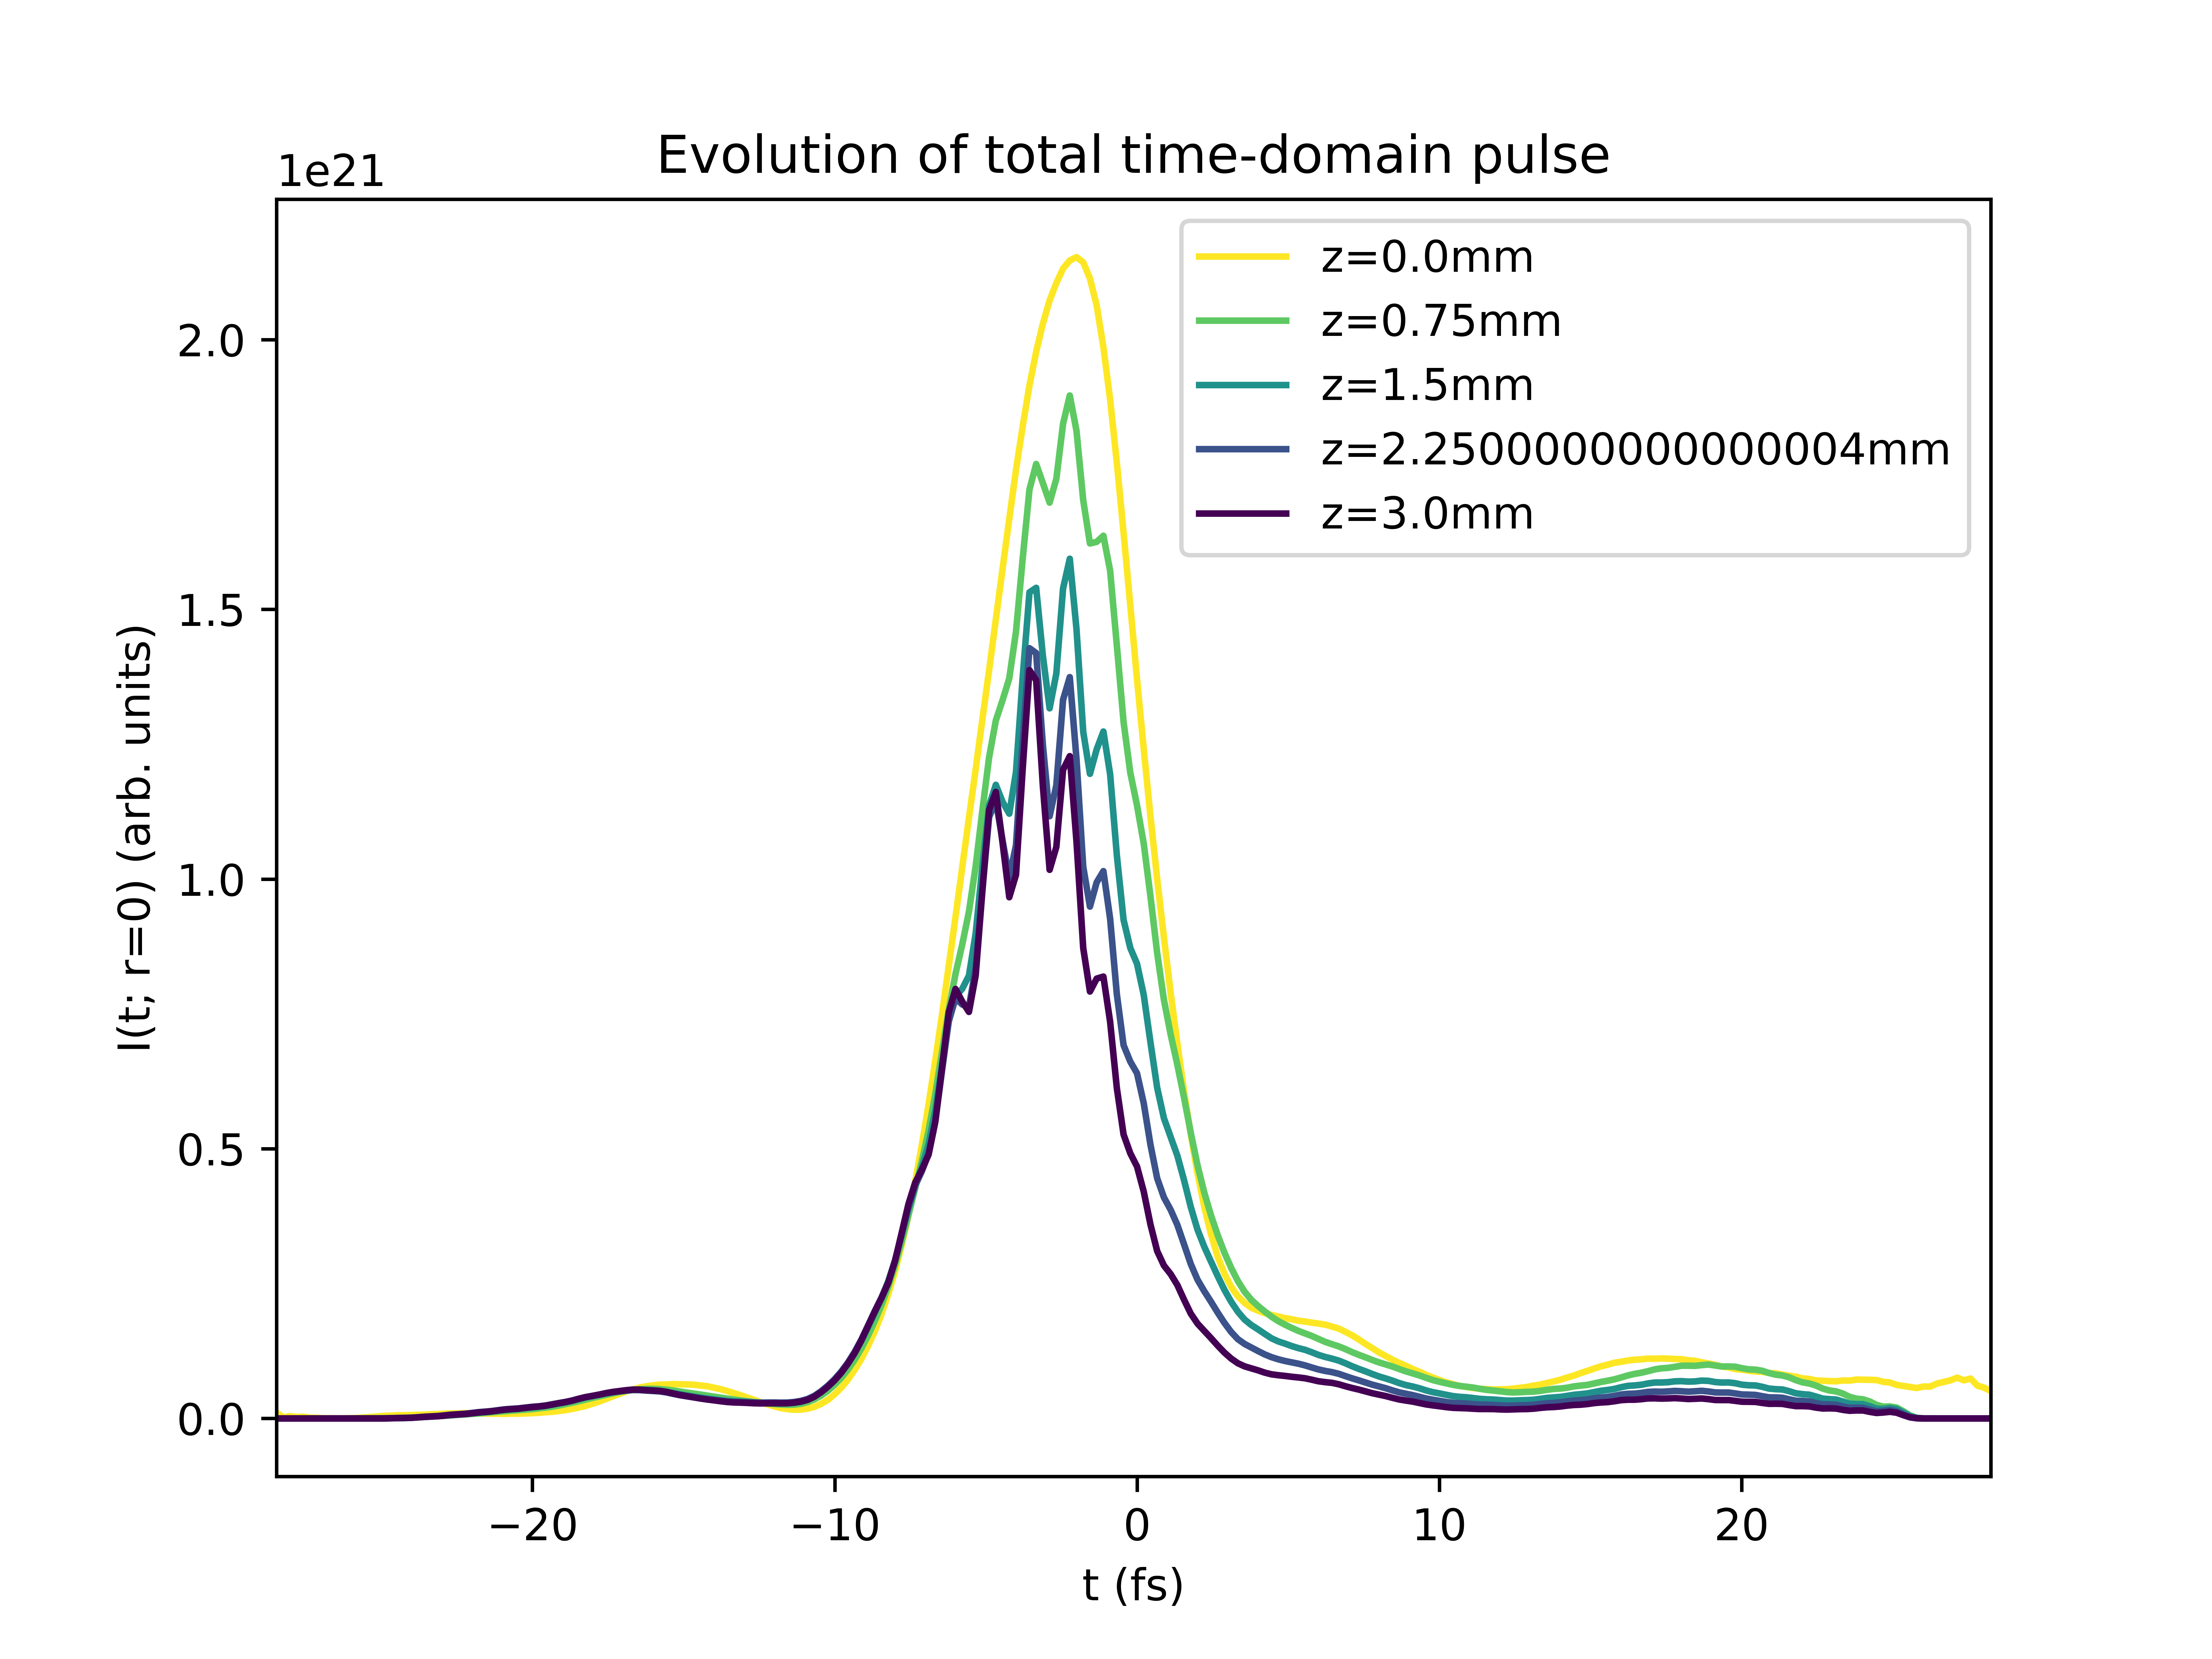 Evolution of total time-domain pulse
1e21
z=0.0mm
z=0.75mm
z=1.5mm
z=2.2500000000000004mm
z=3.0mm
I(t; r=0) (arb. units)
2.0
1.5
1.0
0.5
0.0
−20 −10 0 10 20
t (fs)